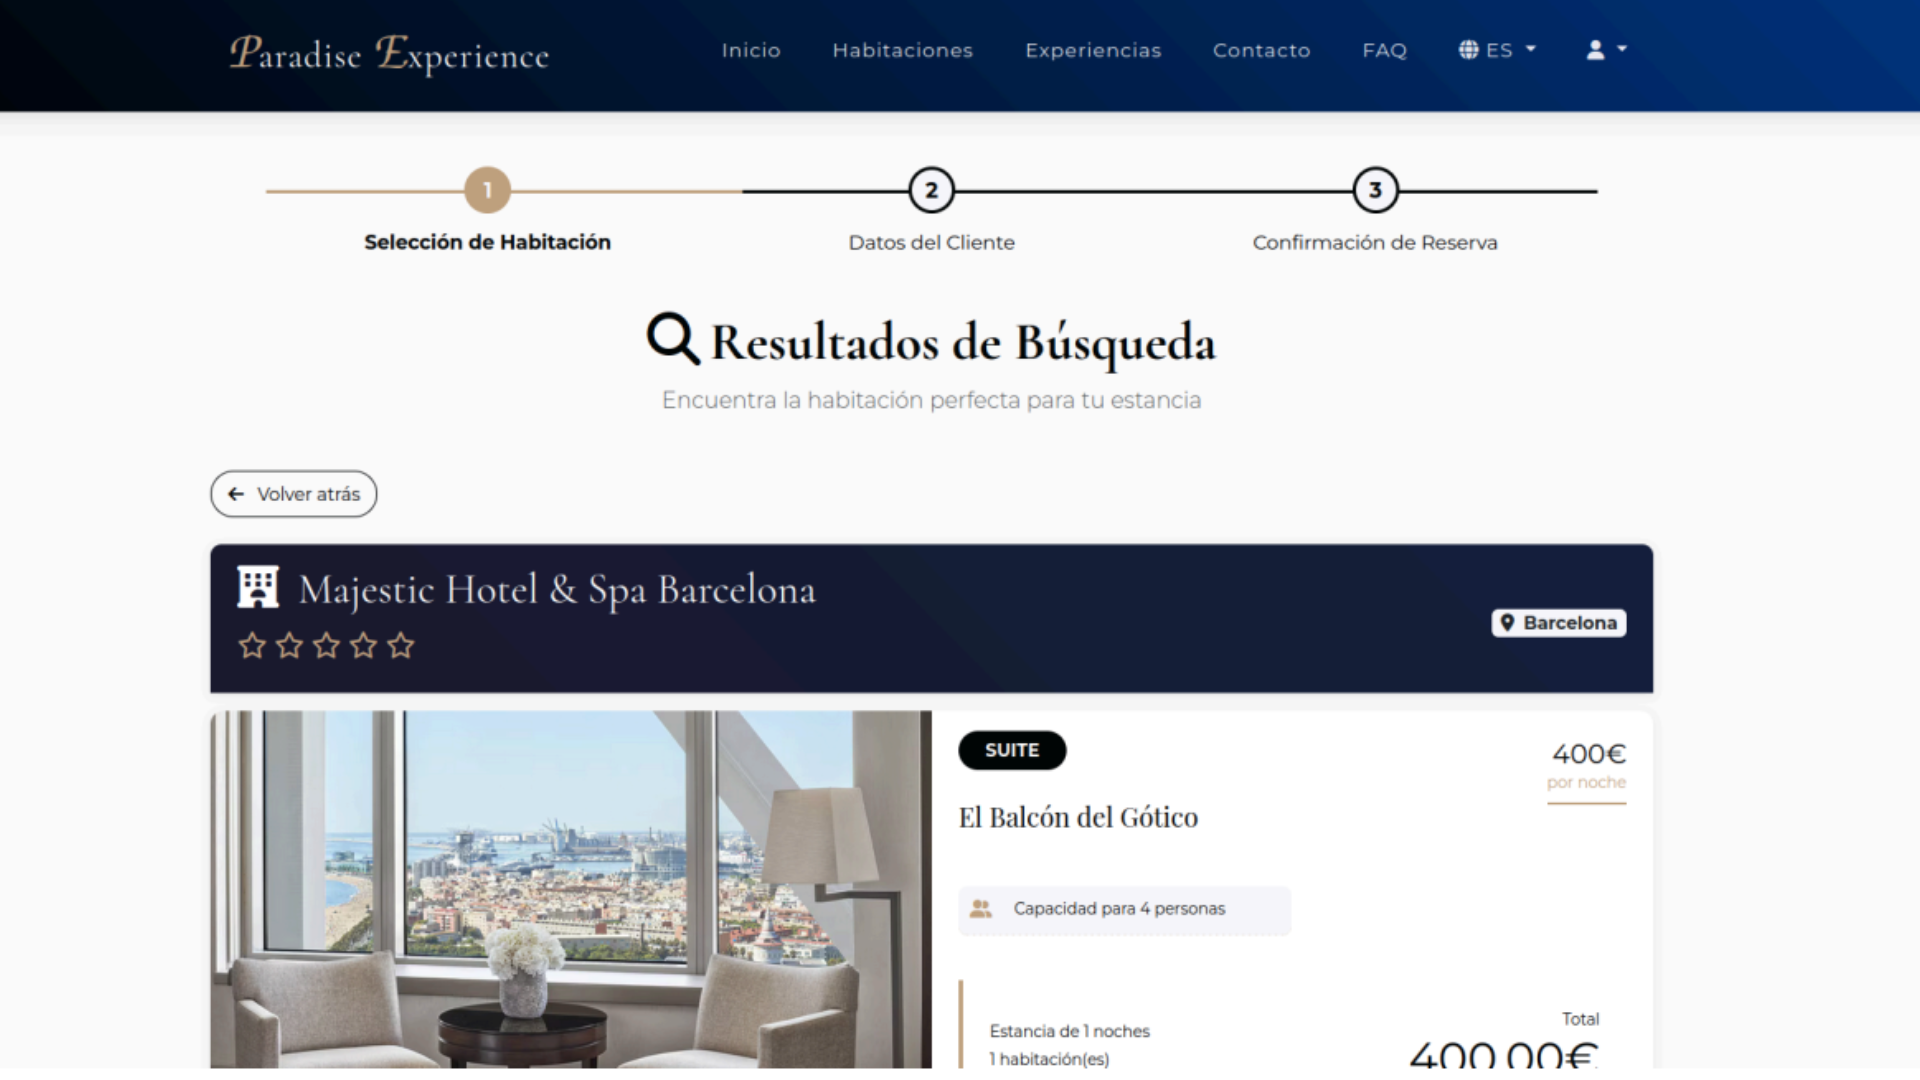 Paradise Experience
Inicio
Habitaciones
Experiencias
Contacto
FAQ
ES
1
2
3
Selección de Habitación
Datos del Cliente
Confirmación de Reserva
Resultados de Búsqueda
Encuentra la habitación perfecta para tu estancia
Volver atrás
Majestic Hotel & Spa Barcelona
Barcelona
SUITE
400€
por noche
El Balcón del Gótico
Capacidad para 4 personas
Estancia de 1 noches
1 habitación(es)
Total
400.00€